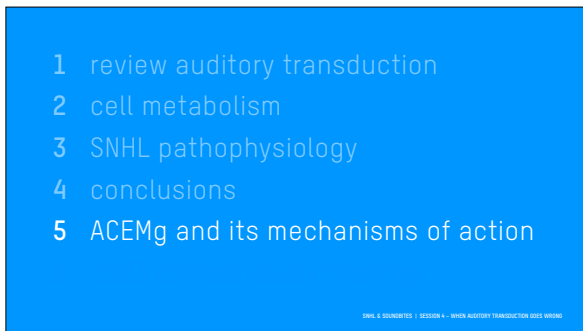 1 review auditory transduction
2 cell metabolism
3 SNHL pathophysiology
4 conclusions
5 ACEMg and its mechanisms of action
SNHL & SOUNDBITES | SESSION 4 – WHEN AUDITORY TRANSDUCTION GOES WRONG